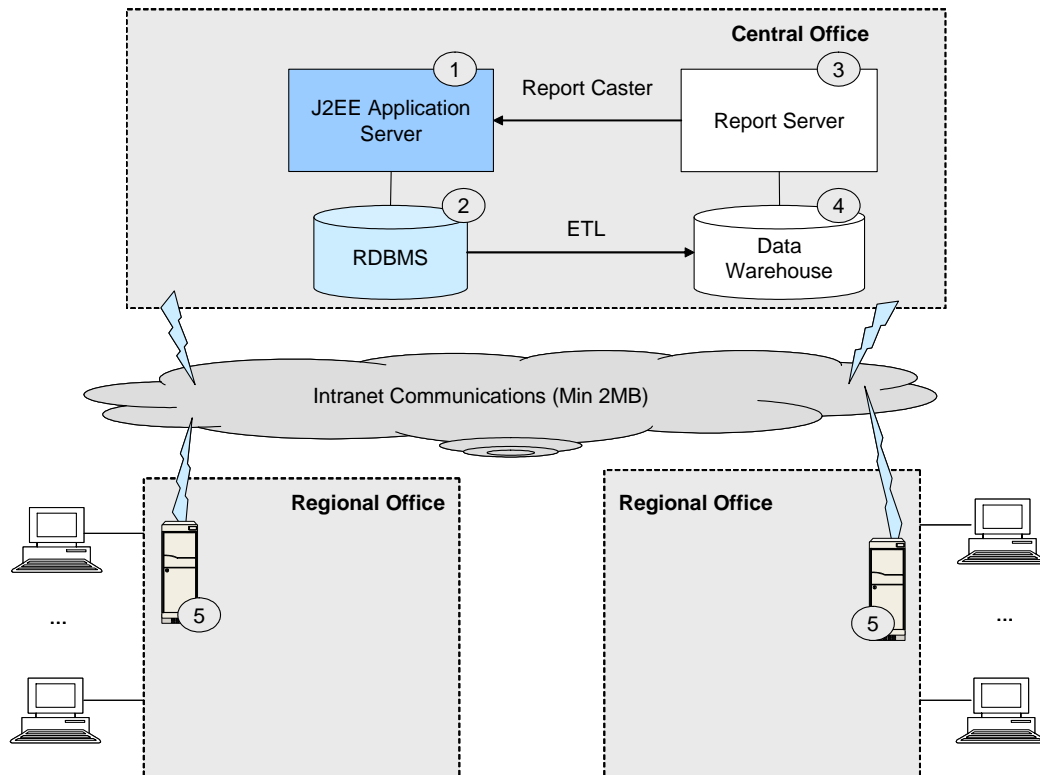 Central Office
1
3
J2EE Application
Server
Report Caster
Report Server
2
4
RDBMS
ETL
Data
Warehouse
Intranet Communications (Min 2MB)
Regional Office
Regional Office
5
5
...
...